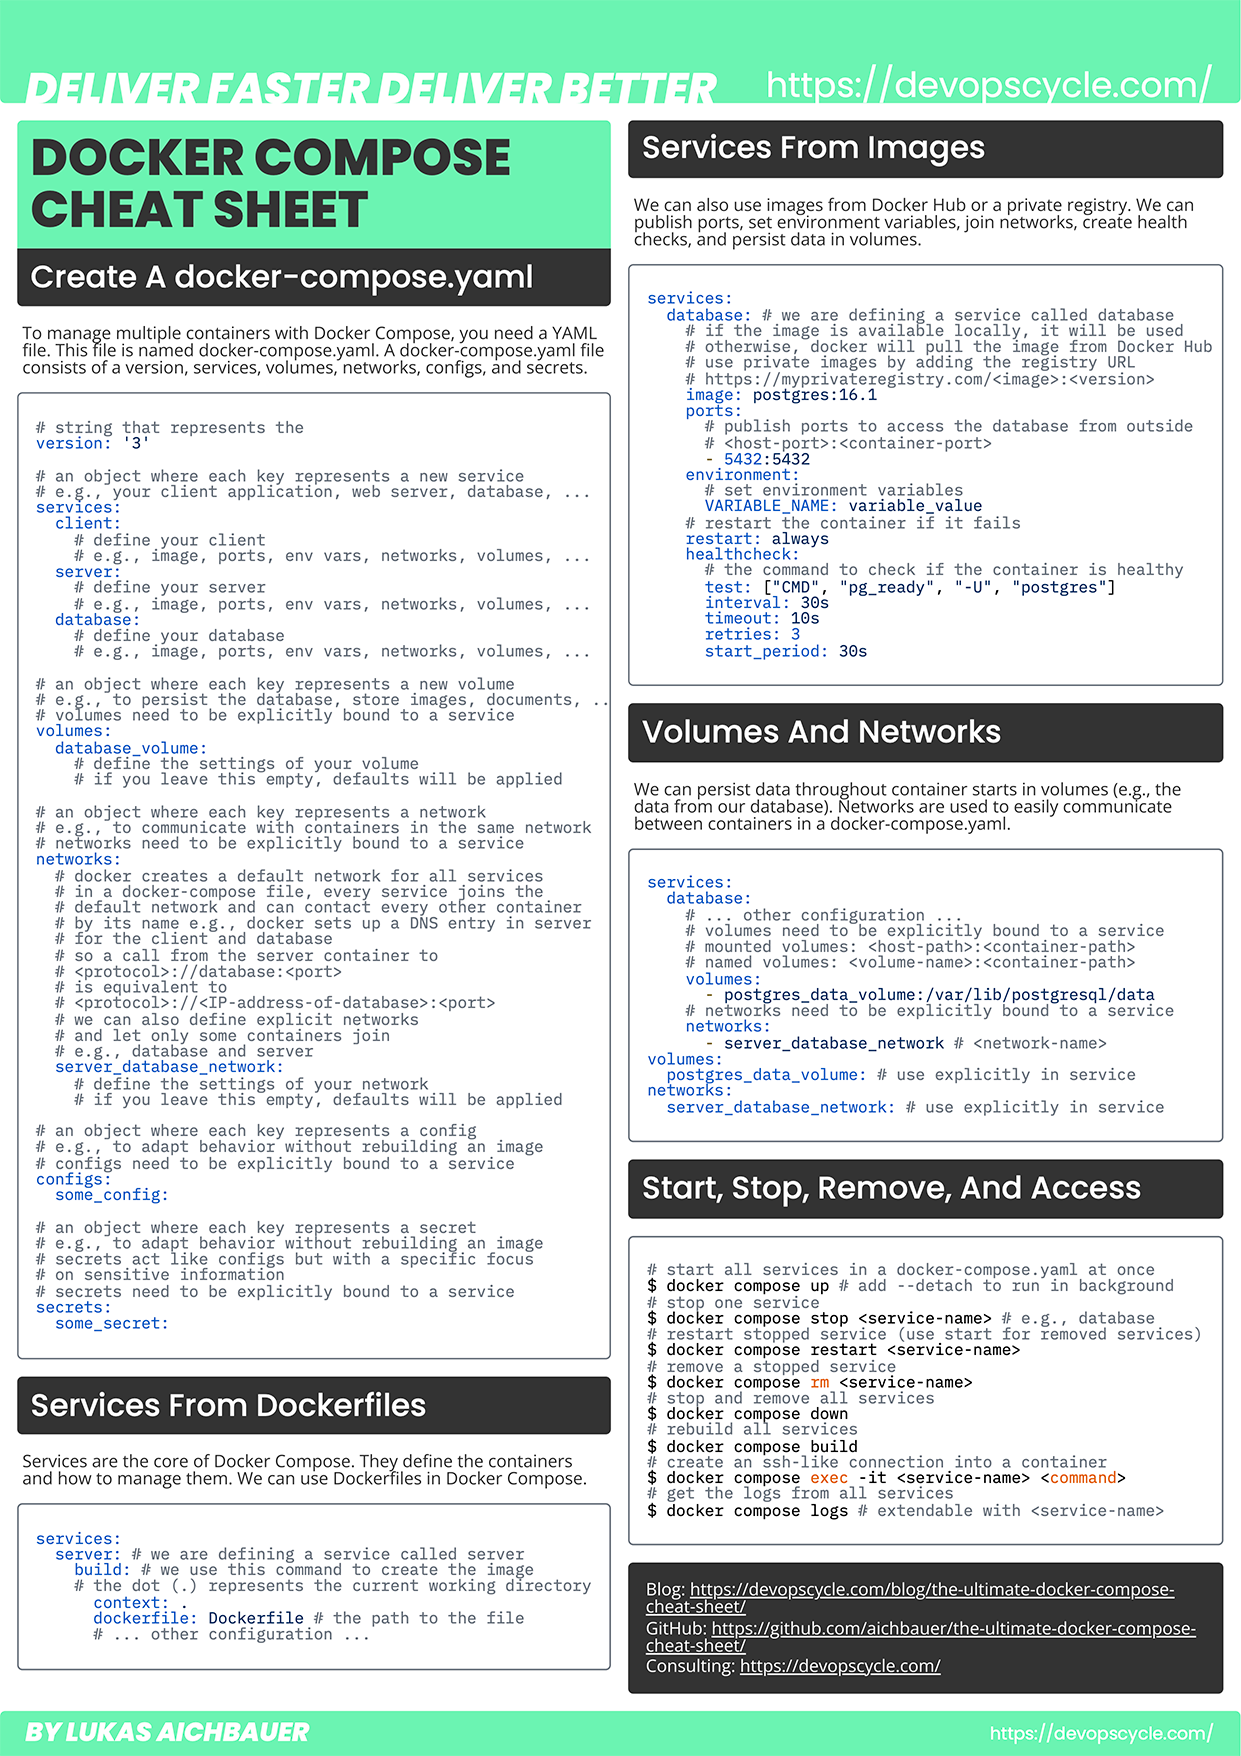 DELIVER FASTER DELIVER BETTER
https://devopscycle.com/
DOCKER COMPOSE
CHEAT SHEET
Create A docker-compose.yaml
To manage multiple containers with Docker Compose, you need a YAML
file. This file is named docker-compose.yaml. A docker-compose.yaml file
consists of a version, services, volumes, networks, configs, and secrets.
# string that represents the
version: '3'
# an object where each key represents a new service
# e.g., your client application, web server, database, ...
services:
  client:
    # define your client
    # e.g., image, ports, env vars, networks, volumes, ...
  server:
    # define your server
    # e.g., image, ports, env vars, networks, volumes, ...
  database:
    # define your database
    # e.g., image, ports, env vars, networks, volumes, ...
# an object where each key represents a new volume
# e.g., to persist the database, store images, documents, ..
# volumes need to be explicitly bound to a service
volumes:
  database_volume:
    # define the settings of your volume
    # if you leave this empty, defaults will be applied
# an object where each key represents a network
# e.g., to communicate with containers in the same network
# networks need to be explicitly bound to a service
networks:
  # docker creates a default network for all services
  # in a docker-compose file, every service joins the
  # default network and can contact every other container
  # by its name e.g., docker sets up a DNS entry in server
  # for the client and database
  # so a call from the server container to
  # <protocol>://database:<port>
  # is equivalent to
  # <protocol>://<IP-address-of-database>:<port>
  # we can also define explicit networks
  # and let only some containers join
  # e.g., database and server
  server_database_network:
    # define the settings of your network
    # if you leave this empty, defaults will be applied
# an object where each key represents a config
# e.g., to adapt behavior without rebuilding an image
# configs need to be explicitly bound to a service
configs:
  some_config:
# an object where each key represents a secret
# e.g., to adapt behavior without rebuilding an image
# secrets act like configs but with a specific focus
# on sensitive information
# secrets need to be explicitly bound to a service
secrets:
  some_secret:
Services From Dockerfiles
Services are the core of Docker Compose. They define the containers
and how to manage them. We can use Dockerfiles in Docker Compose.
services:
  server: # we are defining a service called server
    build: # we use this command to create the image
    # the dot (.) represents the current working directory
      context: .
      dockerfile: Dockerfile # the path to the file
      # ... other configuration ...
Services From Images
We can also use images from Docker Hub or a private registry. We can
publish ports, set environment variables, join networks, create health
checks, and persist data in volumes.
services:
  database: # we are defining a service called database
    # if the image is available locally, it will be used
    # otherwise, docker will pull the image from Docker Hub
    # use private images by adding the registry URL
    # https://myprivateregistry.com/<image>:<version>
    image: postgres:16.1
    ports:
      # publish ports to access the database from outside
      # <host-port>:<container-port>
      - 5432:5432
    environment:
      # set environment variables
      VARIABLE_NAME: variable_value
    # restart the container if it fails
    restart: always
    healthcheck:
      # the command to check if the container is healthy
      test: ["CMD", "pg_ready", "-U", "postgres"]
      interval: 30s
      timeout: 10s
      retries: 3
      start_period: 30s
Volumes And Networks
We can persist data throughout container starts in volumes (e.g., the
data from our database). Networks are used to easily communicate
between containers in a docker-compose.yaml.
services:
  database:
    # ... other configuration ...
    # volumes need to be explicitly bound to a service
    # mounted volumes: <host-path>:<container-path>
    # named volumes: <volume-name>:<container-path>
    volumes:
      - postgres_data_volume:/var/lib/postgresql/data
    # networks need to be explicitly bound to a service
    networks:
      - server_database_network # <network-name>
volumes:
  postgres_data_volume: # use explicitly in service
networks:
  server_database_network: # use explicitly in service
Start, Stop, Remove, And Access
# start all services in a docker-compose.yaml at once
$ docker compose up # add --detach to run in background
# stop one service
$ docker compose stop <service-name> # e.g., database
# restart stopped service (use start for removed services)
$ docker compose restart <service-name>
# remove a stopped service
$ docker compose rm <service-name>
# stop and remove all services
$ docker compose down
# rebuild all services
$ docker compose build
# create an ssh-like connection into a container
$ docker compose exec -it <service-name> <command>
# get the logs from all services
$ docker compose logs # extendable with <service-name>
Blog: https://devopscycle.com/blog/the-ultimate-docker-compose-
cheat-sheet/
GitHub: https://github.com/aichbauer/the-ultimate-docker-compose-
cheat-sheet/
Consulting: https://devopscycle.com/
BY LUKAS AICHBAUER
https://devopscycle.com/